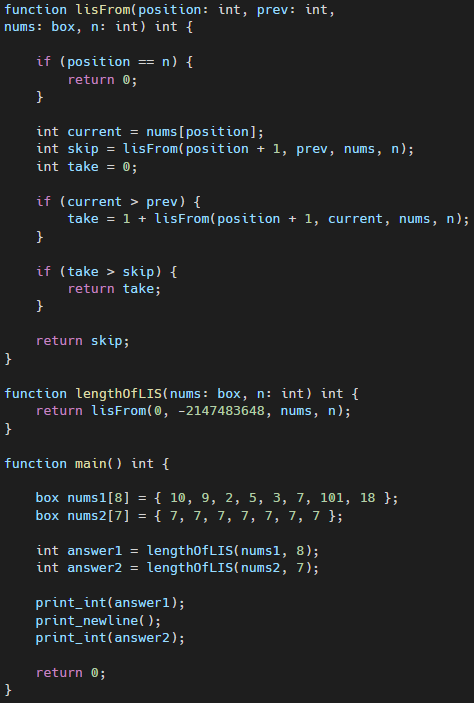 function lisFrom(position: int, prev: int,
nums: box, n: int) int {
    if (position == n) {
        return 0;
    }
    int current = nums[position];
    int skip = lisFrom(position + 1, prev, nums, n);
    int take = 0;
    if (current > prev) {
        take = 1 + lisFrom(position + 1, current, nums, n);
    }
    if (take > skip) {
        return take;
    }
    return skip;
}
function lengthOfLIS(nums: box, n: int) int {
    return lisFrom(0, -2147483648, nums, n);
}
function main() int {
    box nums1[8] = { 10, 9, 2, 5, 3, 7, 101, 18 };
    box nums2[7] = { 7, 7, 7, 7, 7, 7, 7 };
    int answer1 = lengthOfLIS(nums1, 8);
    int answer2 = lengthOfLIS(nums2, 7);
    print_int(answer1);
    print_newline();
    print_int(answer2);
    return 0;
}